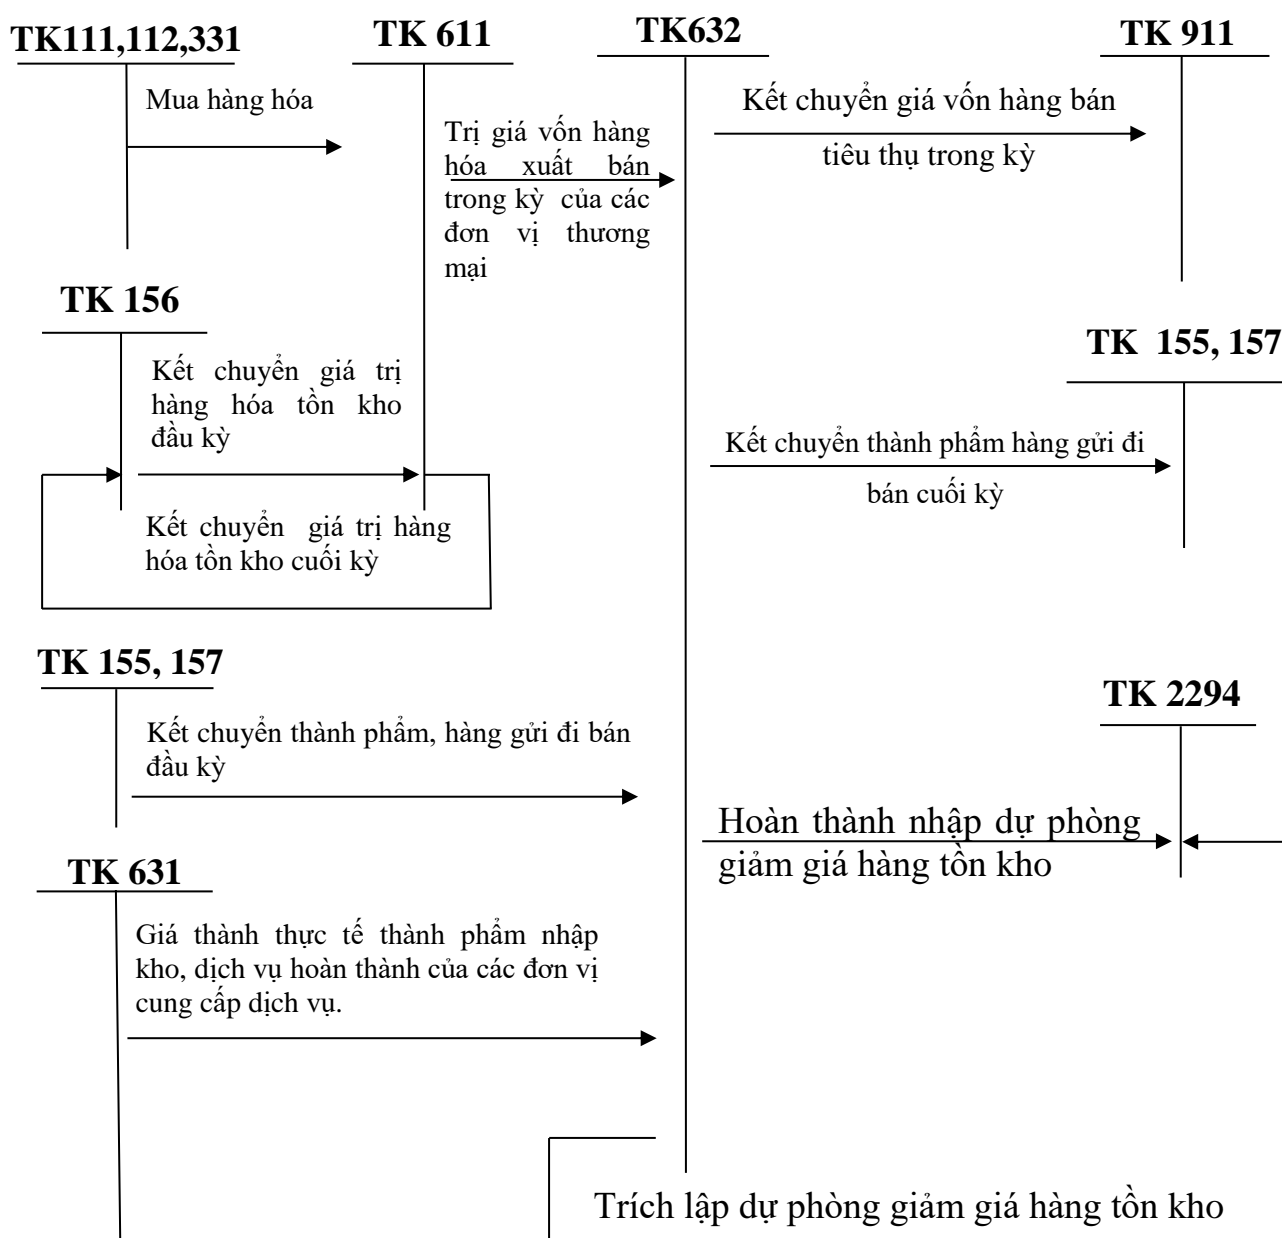 TK111,112,331
TK 611
TK632
TK 911
Mua hàng hóa
Trị giá vốn hàng
hóa xuất bán
trong kỳ của các
đơn vị thương
mại
Kết chuyển giá vốn hàng bán
tiêu thụ trong kỳ
TK 156
Kết chuyển giá trị
hàng hóa tồn kho
đầu kỳ
Kết chuyển giá trị hàng
hóa tồn kho cuối kỳ
TK 155, 157
Kết chuyển thành phẩm hàng gửi đi
bán cuối kỳ
TK 155, 157
Kết chuyển thành phẩm, hàng gửi đi bán
đầu kỳ
TK 2294
Hoàn thành nhập dự phòng
giảm giá hàng tồn kho
TK 631
Giá thành thực tế thành phẩm nhập
kho, dịch vụ hoàn thành của các đơn vị
cung cấp dịch vụ.
Trích lập dự phòng giảm giá hàng tồn kho